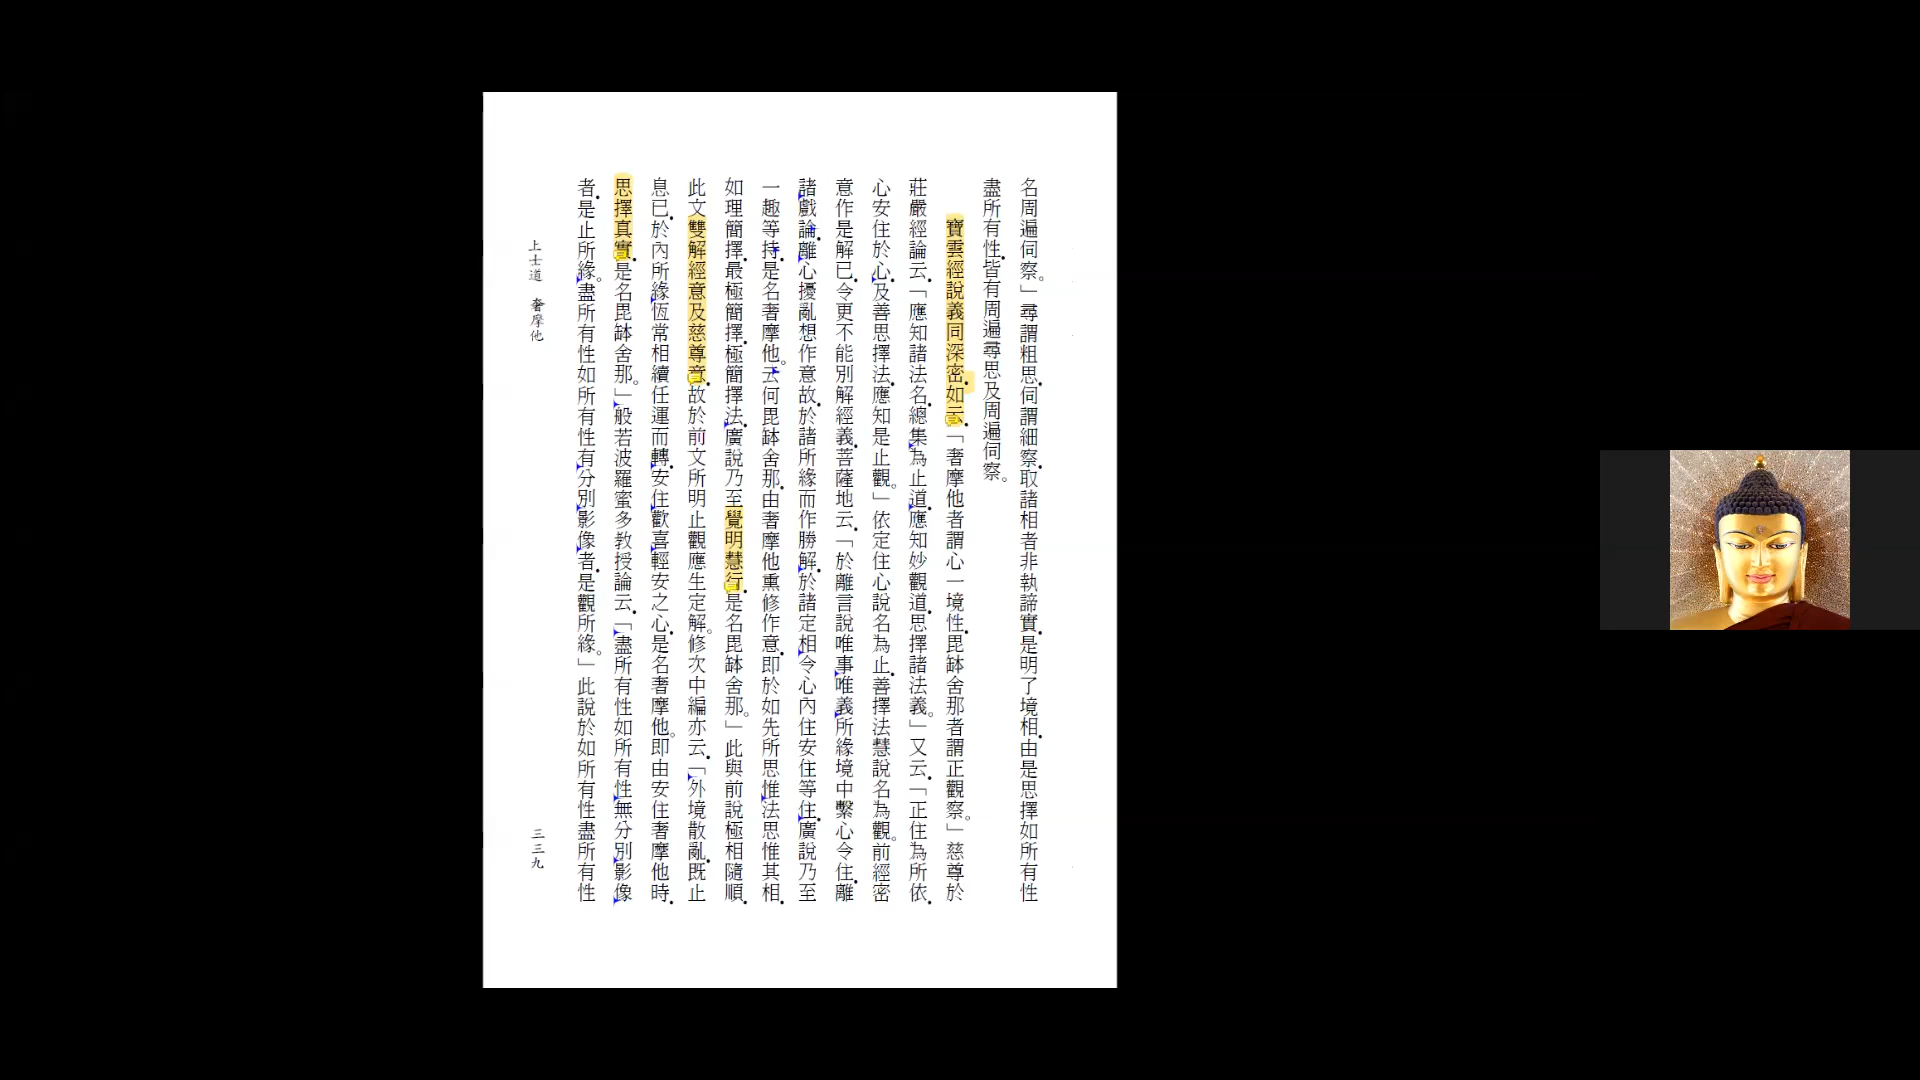 名周遍伺察。」尋謂粗思，伺謂細察，取諸相者非執諦實，是明了境相，由是思擇如所有性
盡所有性，皆有周遍尋思及周遍伺察。
寶雲經說義同深密，如云，「奢摩他者謂心一境性，毘缽舍那者謂正觀察。」慈尊於
莊嚴經論云，「應知諸法名，總集為止道，應知妙觀道，思擇諸法義。」又云，「正住為所依，
心安住於心，及善思擇法，應知是止觀。」依定住心說名為止，善擇法慧說名為觀。前經密
意作是解已，令更不能別解經義，菩薩地云，「於離言說唯事唯義所緣境中繫心令住，離
諸戲論，離心擾亂想作意故，於諸所緣而作勝解，於諸定相令心內住安住等住，廣說乃至
一趣等持，是名奢摩他。云何毘缽舍那，由奢摩他熏修作意，即於如先所思惟法思惟其相，
如理簡擇，最極簡擇，極簡擇法，廣說乃至覺明慧行，是名毘缽舍那。」此與前說極相隨順，
此文雙解經意及慈尊意，故於前文所明止觀應生定解。修次中編亦云，「外境散亂，既止
息已，於內所緣恆常相續任運而轉，安住歡喜輕安之心，是名奢摩他。即由安住奢摩他時，
思擇真實，是名毘缽舍那。」般若波羅蜜多教授論云，「盡所有性如所有性無分別影像
者，是止所緣。盡所有性如所有性有分別影像者，是觀所緣。」此說於如所有性盡所有性
上士道 奢摩他
三三九